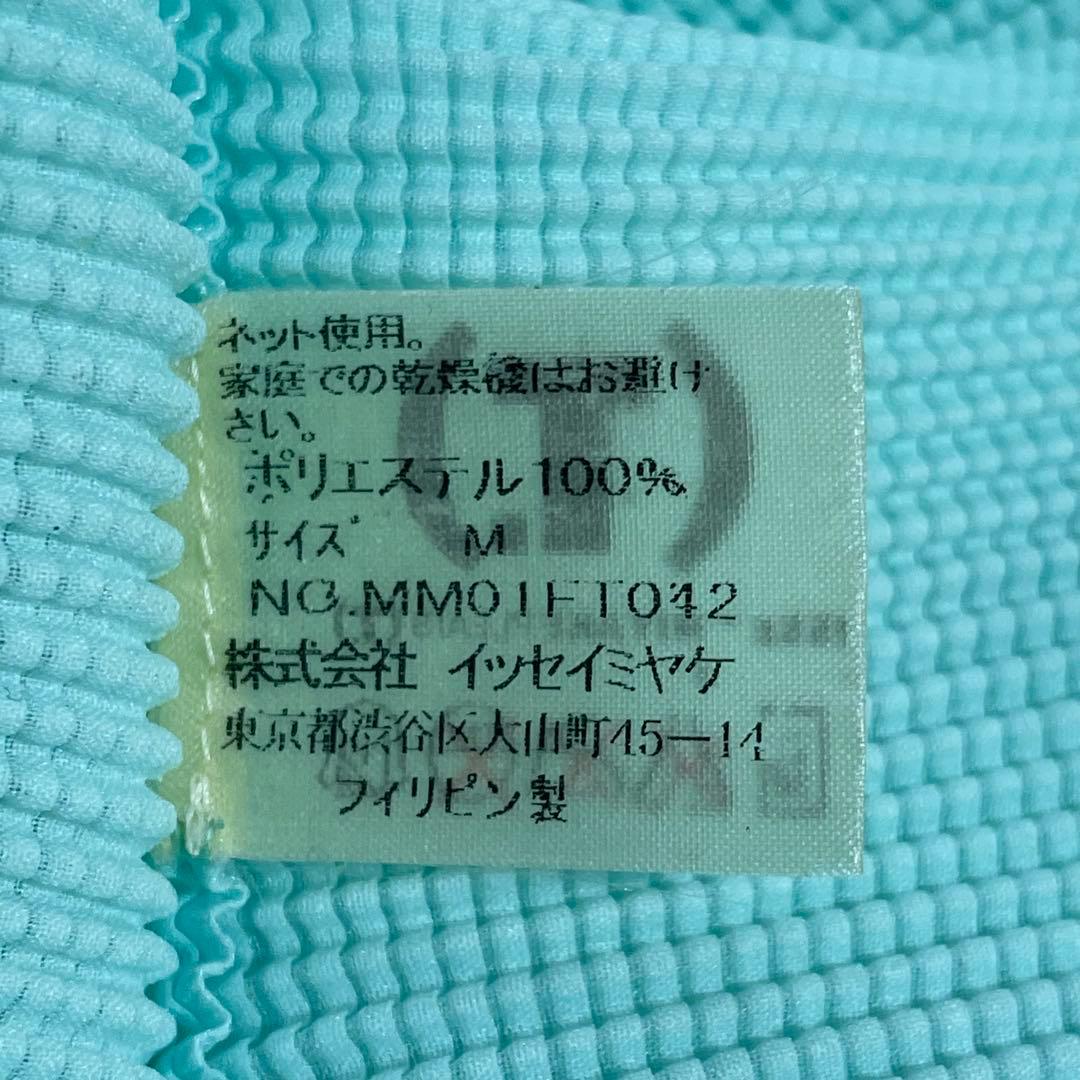 ネット使用。
家庭での乾燥機はお避け
さい。
ポリエステル100%
サイズ M
NO.MM01FT042
株式会社 イッセイミヤケ
東京都渋谷区大山町45-14
フィリピン製